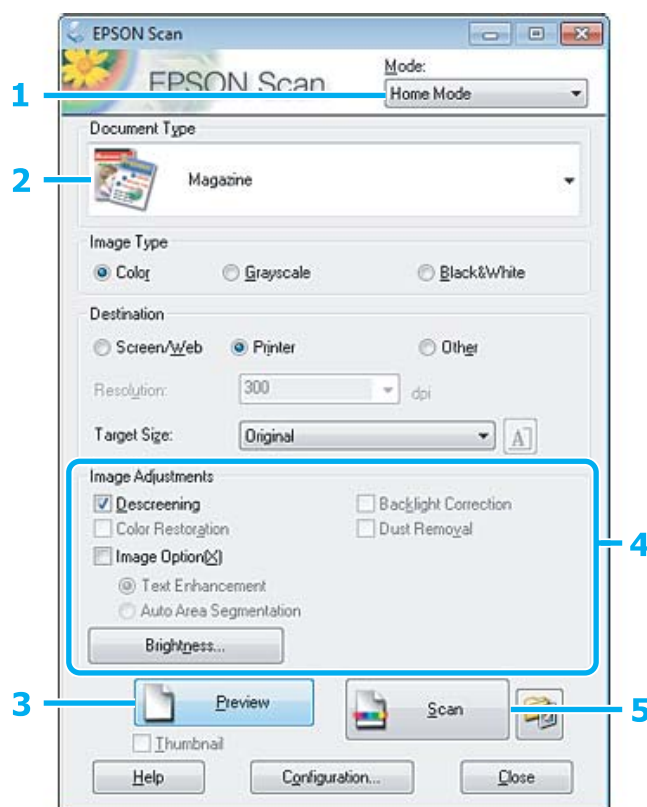 EPSON Scan
EPSON Scan
Mode:
1
Home Mode
Document Type
2
Magazine
Image Type
Color Grayscale Black&White
Destination
Screen/Web Printer Other
Resolution: 300 dpi
Target Size: Original A
Image Adjustments
Descreening Backlight Correction
Color Restoration Dust Removal
4
Image Option(X)
Text Enhancement
Auto Area Segmentation
Brightness...
3 Preview Scan 5
Thumbnail
Help Configuration... Close